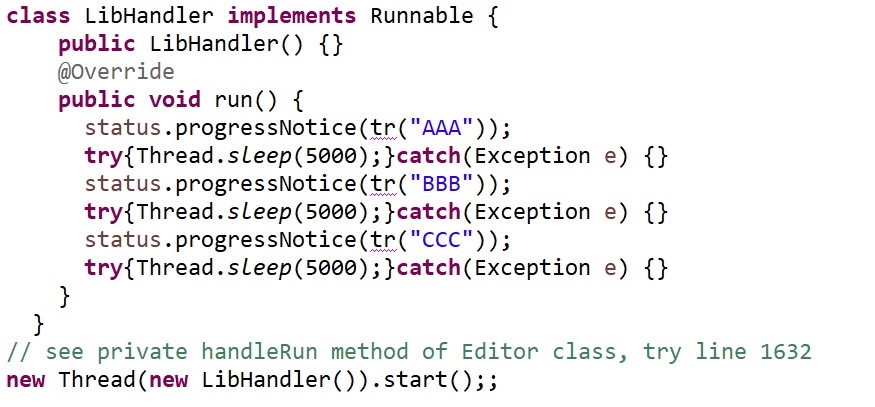 class LibHandler implements Runnable {
    public LibHandler() {}
    @Override
    public void run() {
      status.progressNotice(tr("AAA"));
      try{Thread.sleep(5000);}catch(Exception e) {}
      status.progressNotice(tr("BBB"));
      try{Thread.sleep(5000);}catch(Exception e) {}
      status.progressNotice(tr("CCC"));
      try{Thread.sleep(5000);}catch(Exception e) {}
    }
  }
// see private handleRun method of Editor class, try line 1632
new Thread(new LibHandler()).start();;